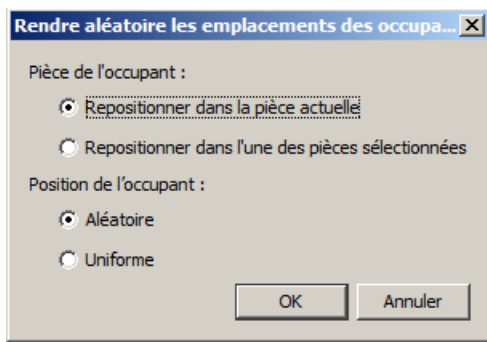 Rendre aléatoire les emplacements des occupa...
Pièce de l'occupant :
Repositionner dans la pièce actuelle
Repositionner dans l'une des pièces sélectionnées
Position de l’occupant :
Aléatoire
Uniforme
OK Annuler